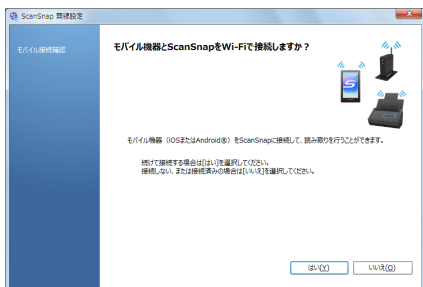 ScanSnap 無線設定
モバイル接続確認
モバイル機器とScanSnapをWi-Fiで接続しますか？
モバイル機器（iOSまたはAndroid®）をScanSnapに接続して、読み取りを行うことができます。
続けて接続する場合は[はい]を選択してください。
接続しない、または接続済みの場合は[いいえ]を選択してください。
はい(Y)
いいえ(O)